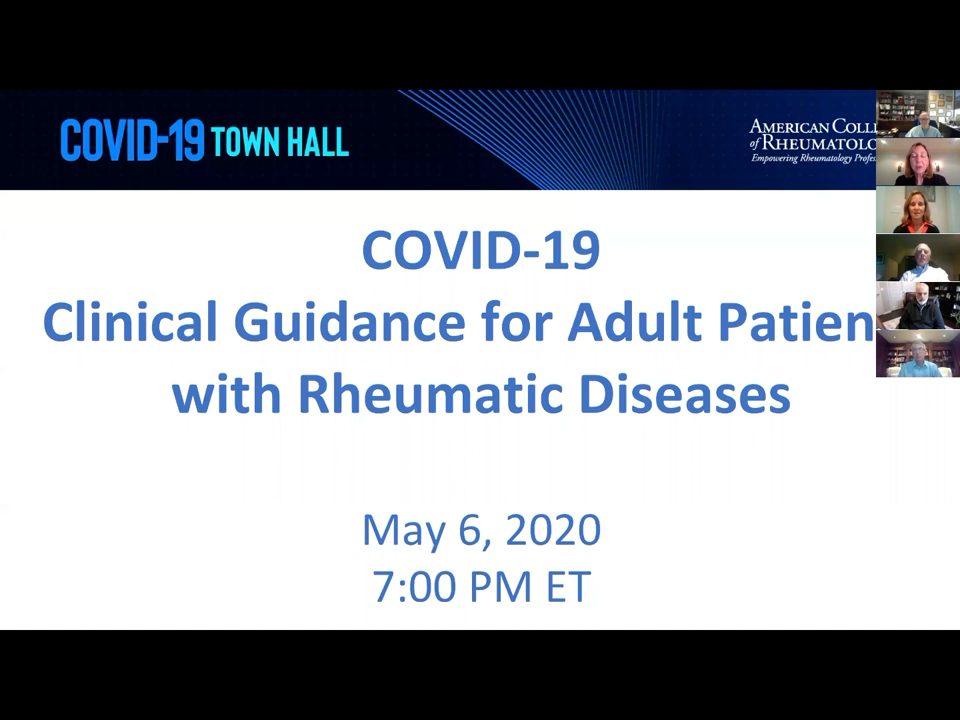 COVID-19 TOWN HALL
AMERICAN COLL
of RHEUMATOLO
Empowering Rheumatology Profes
COVID-19
Clinical Guidance for Adult Patien
with Rheumatic Diseases
May 6, 2020
7:00 PM ET